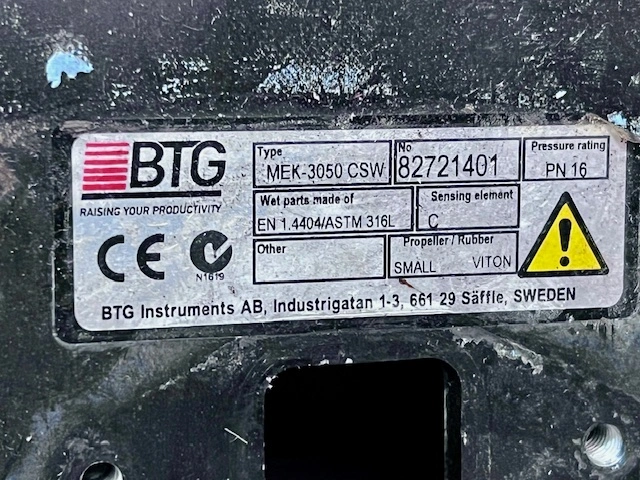 BTG
RAISING YOUR PRODUCTIVITY
CE
N1619
Type
MEK-3050 CSW
No
82721401
Pressure rating
PN 16
Wet parts made of
EN 1.4404/ASTM 316L
Sensing element
C
Other
Propeller / Rubber
SMALL VITON
BTG Instruments AB, Industrigatan 1-3, 661 29 Säffle, SWEDEN